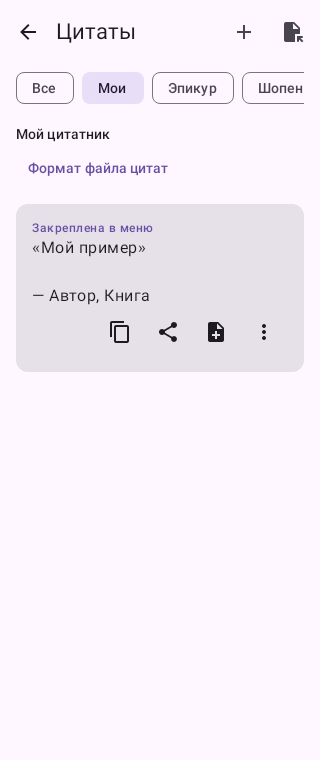 Цитаты
Все
Мои
Эпикур
Шопен
Мой цитатник
Формат файла цитат
Закреплена в меню
«Мой пример»
— Автор, Книга